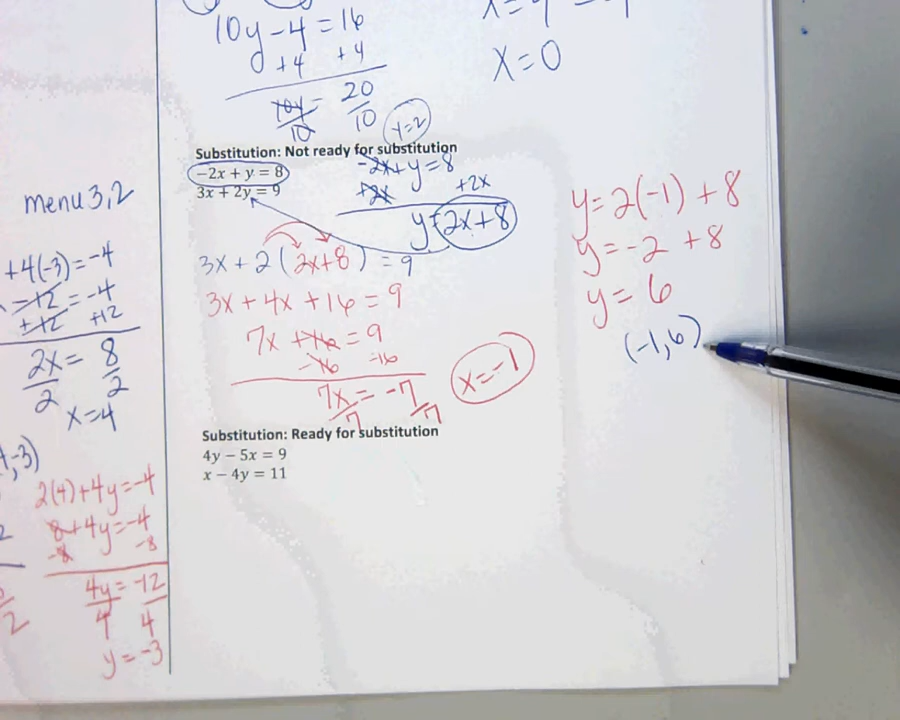 10y - 4 = 16
+4 +4
10y = 20
10 10
y=2
x=0
Substitution: Not ready for substitution
−2x + y = 8
3x + 2y = 9
-2x+y=8
+2x +2x
y=2x+8
3x + 2(2x+8) = 9
3x + 4x + 16 = 9
7x +16 = 9
-16 -16
7x = -7
7 7
x=-1
y=2(-1) + 8
y=-2 +8
y= 6
(-1,6)
Substitution: Ready for substitution
4y − 5x = 9
x − 4y = 11
menu 3,2
+4(-3)=-4
-12=-4
+12 +12
2x = 8
2 2
x=4
,-3)
2(4)+4y=-4
8+4y=-4
-8 -8
4y=-12
4 4
y=-3